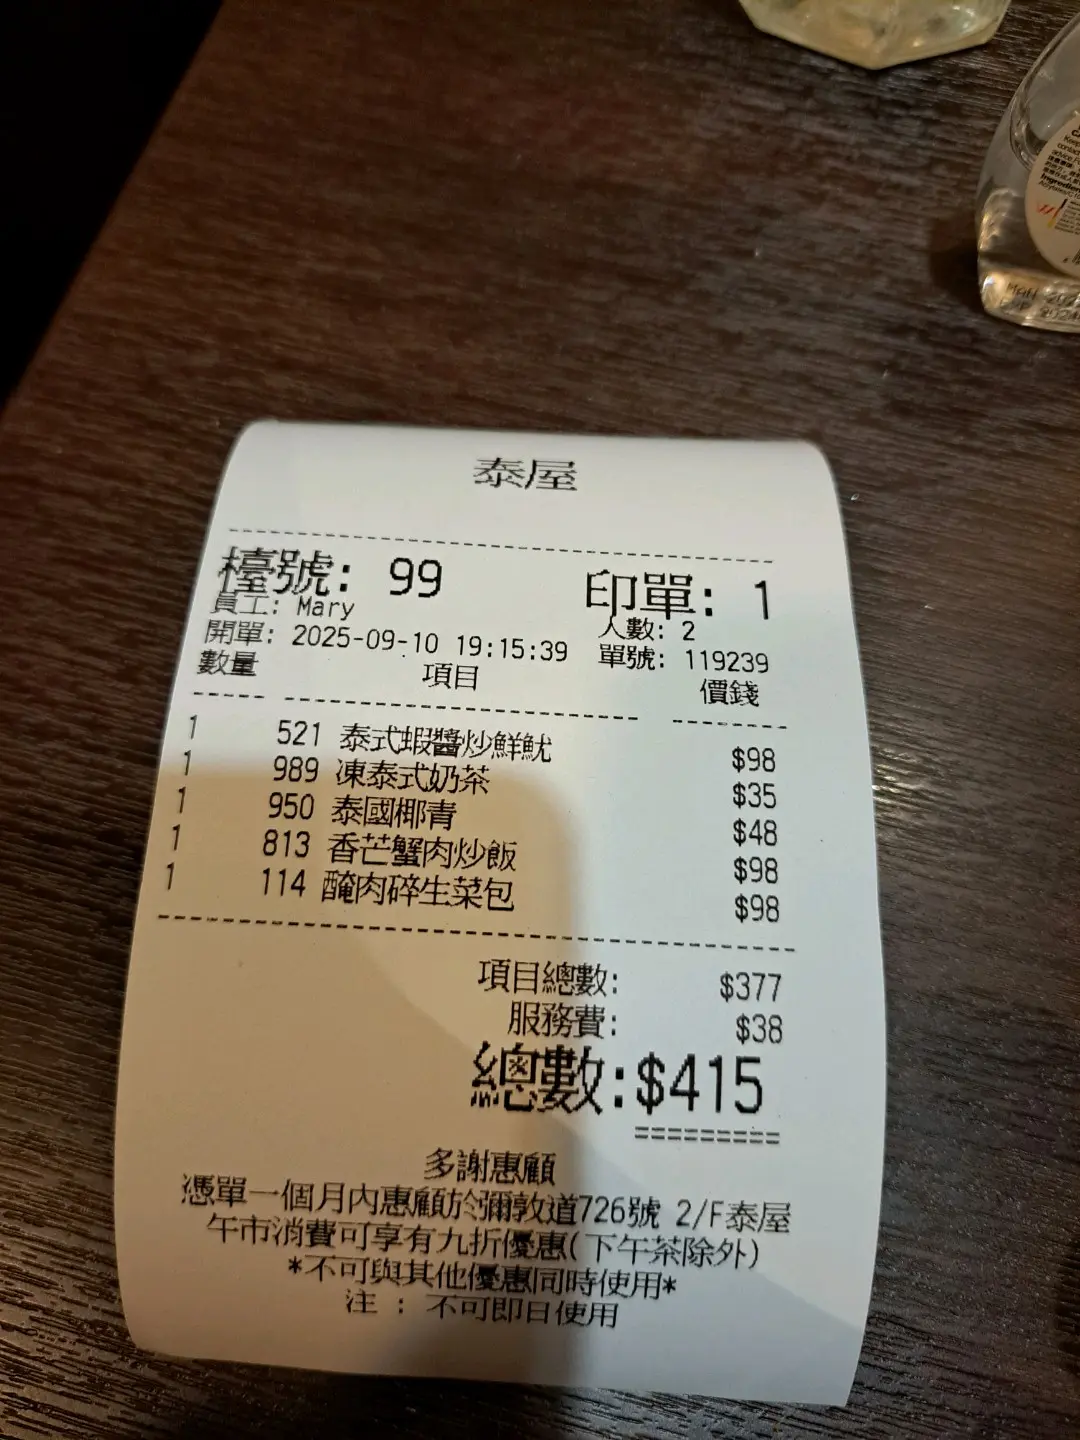 泰屋
檯號: 99 印單: 1
員工: Mary 人數: 2
開單: 2025-09-10 19:15:39 單號: 119239
數量 項目 價錢
1 521 泰式蝦醬炒鮮魷 $98
1 989 凍泰式奶茶 $35
1 950 泰國椰青 $48
1 813 香芒蟹肉炒飯 $98
1 114 醃肉碎生菜包 $98
項目總數: $377
服務費: $38
總數:$415
多謝惠顧
憑單一個月內惠顧於彌敦道726號 2/F泰屋
午市消費可享有九折優惠(下午茶除外)
*不可與其他優惠同時使用*
注 : 不可即日使用